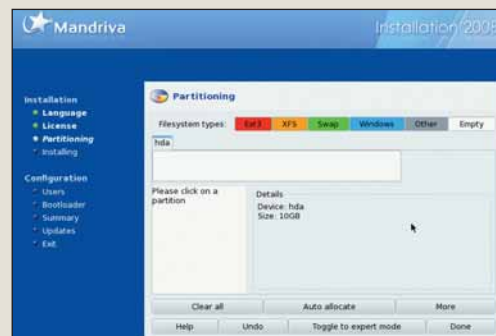 Mandriva
Installation 2008
Installation
Language
License
Partitioning
Installing
Configuration
Users
Bootloader
Summary
Updates
Exit
Partitioning
Filesystem types: Ext3 XFS Swap Windows Other Empty
hda
Please click on a
partition
Details
Device: hda
Size: 10GB
Clear all Auto allocate More
Help Undo Toggle to expert mode Done